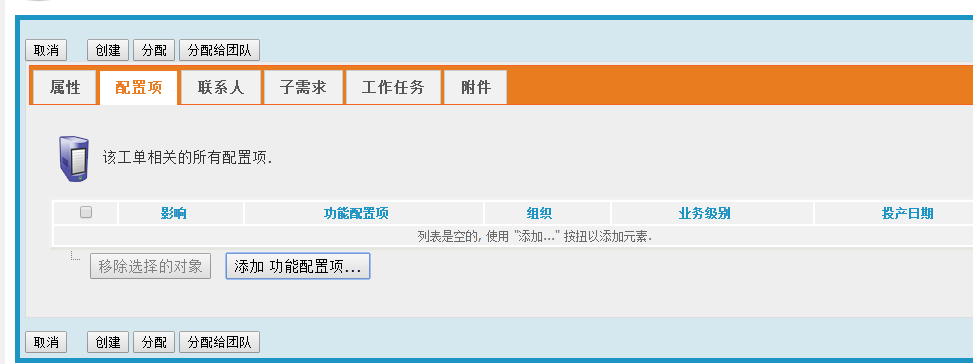 取消 创建 分配 分配给团队
属性 配置项 联系人 子需求 工作任务 附件
该工单相关的所有配置项.
影响 功能配置项 组织 业务级别 投产日期
列表是空的, 使用 "添加..." 按扭以添加元素.
移除选择的对象 添加 功能配置项...
取消 创建 分配 分配给团队